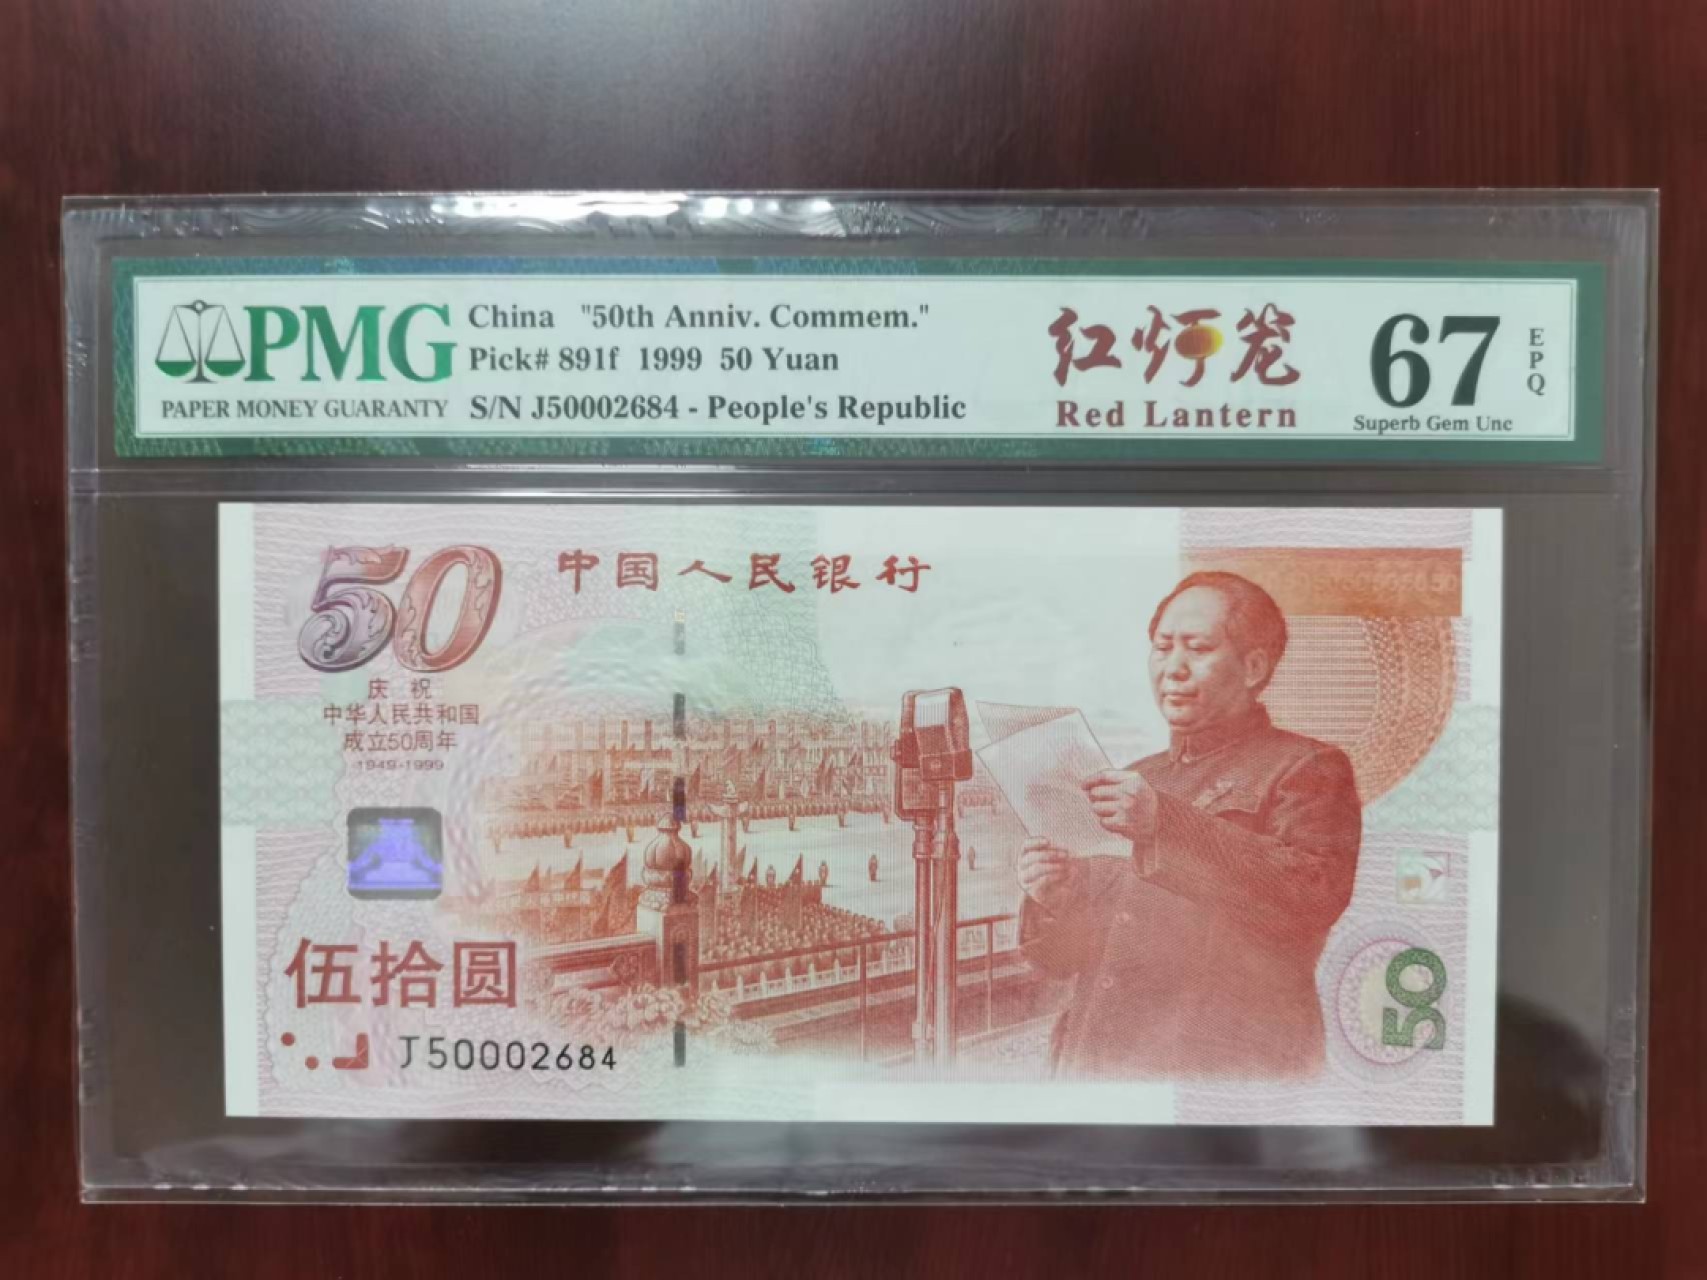 PMG
PAPER MONEY GUARANTY
China "50th Anniv. Commem."
Pick# 891f 1999 50 Yuan
S/N J50002684 - People's Republic
红灯笼
Red Lantern
67
EPQ
Superb Gem Unc
50
中国人民银行
庆祝
中华人民共和国
成立50周年
1949-1999
伍拾圆
J50002684
50